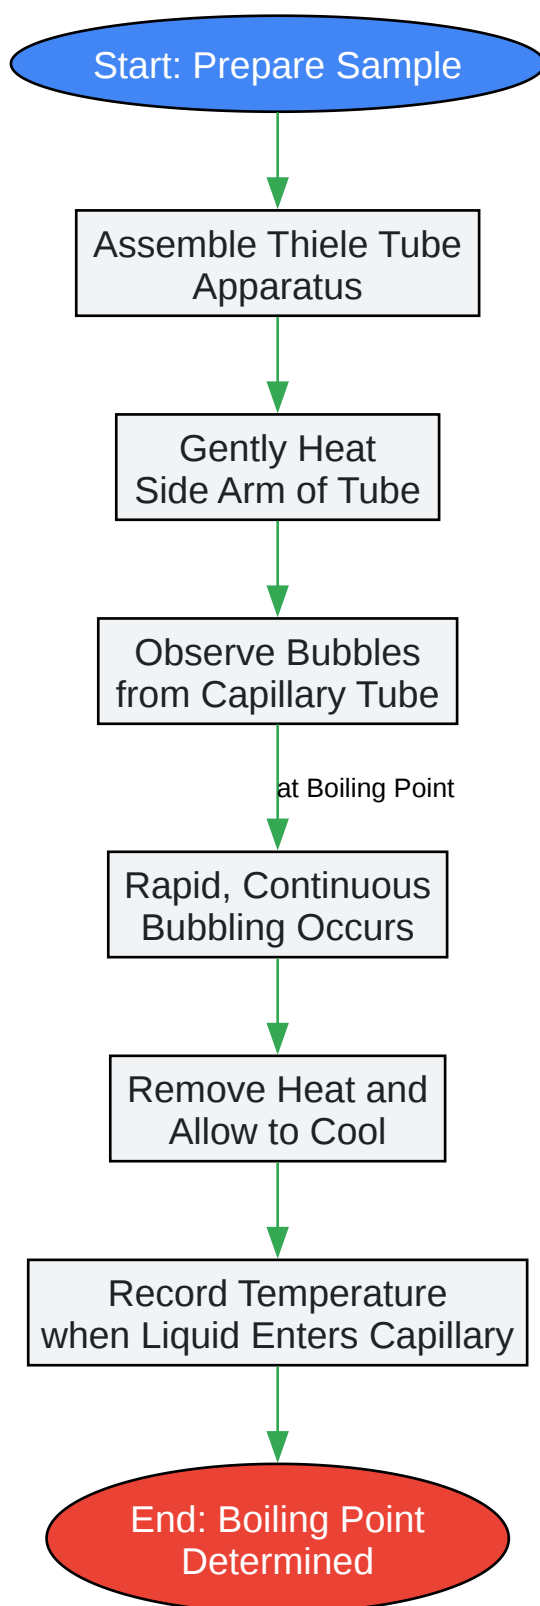 Start: Prepare Sample
Assemble Thiele Tube
Apparatus
Gently Heat
Side Arm of Tube
Observe Bubbles
from Capillary Tube
at Boiling Point
Rapid, Continuous
Bubbling Occurs
Remove Heat and
Allow to Cool
Record Temperature
when Liquid Enters Capillary
End: Boiling Point
Determined